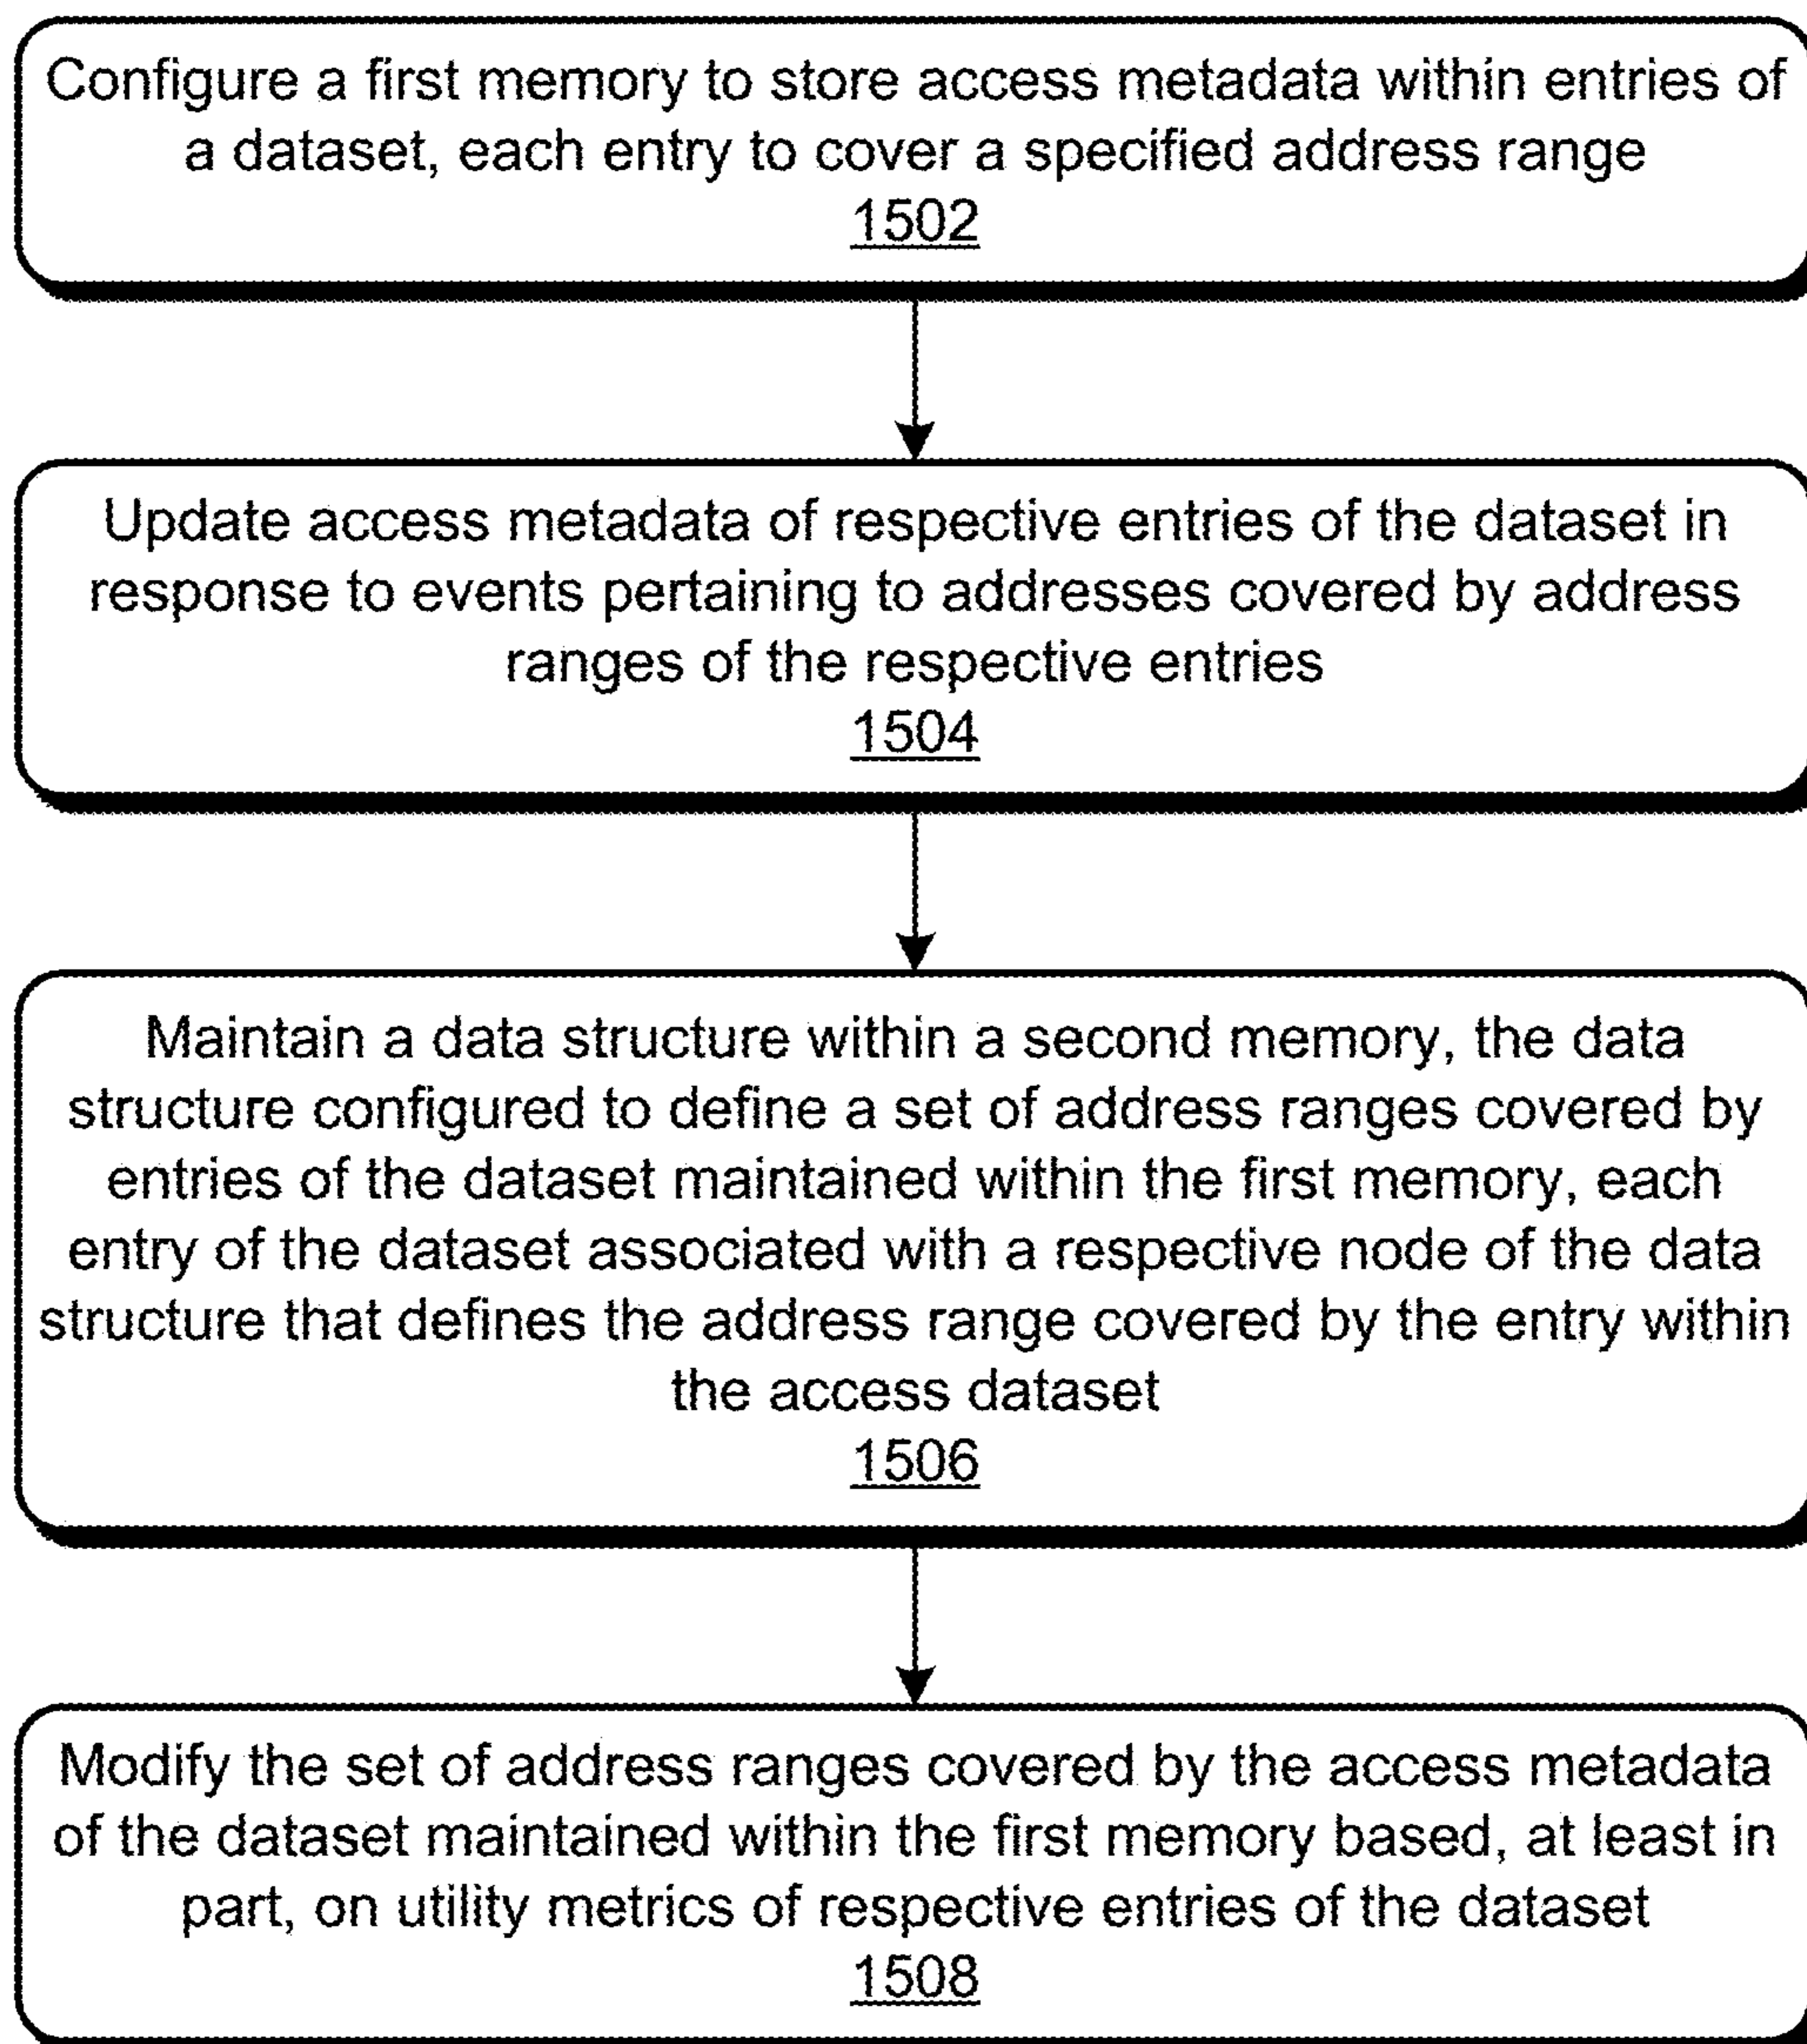 Configure a first memory to store access metadata within entries of
a dataset, each entry to cover a specified address range
1502
Update access metadata of respective entries of the dataset in
response to events pertaining to addresses covered by address
ranges of the respective entries
1504
Maintain a data structure within a second memory, the data
structure configured to define a set of address ranges covered by
entries of the dataset maintained within the first memory, each
entry of the dataset associated with a respective node of the data
structure that defines the address range covered by the entry within
the access dataset
1506
Modify the set of address ranges covered by the access metadata
of the dataset maintained within the first memory based, at least in
part, on utility metrics of respective entries of the dataset
1508